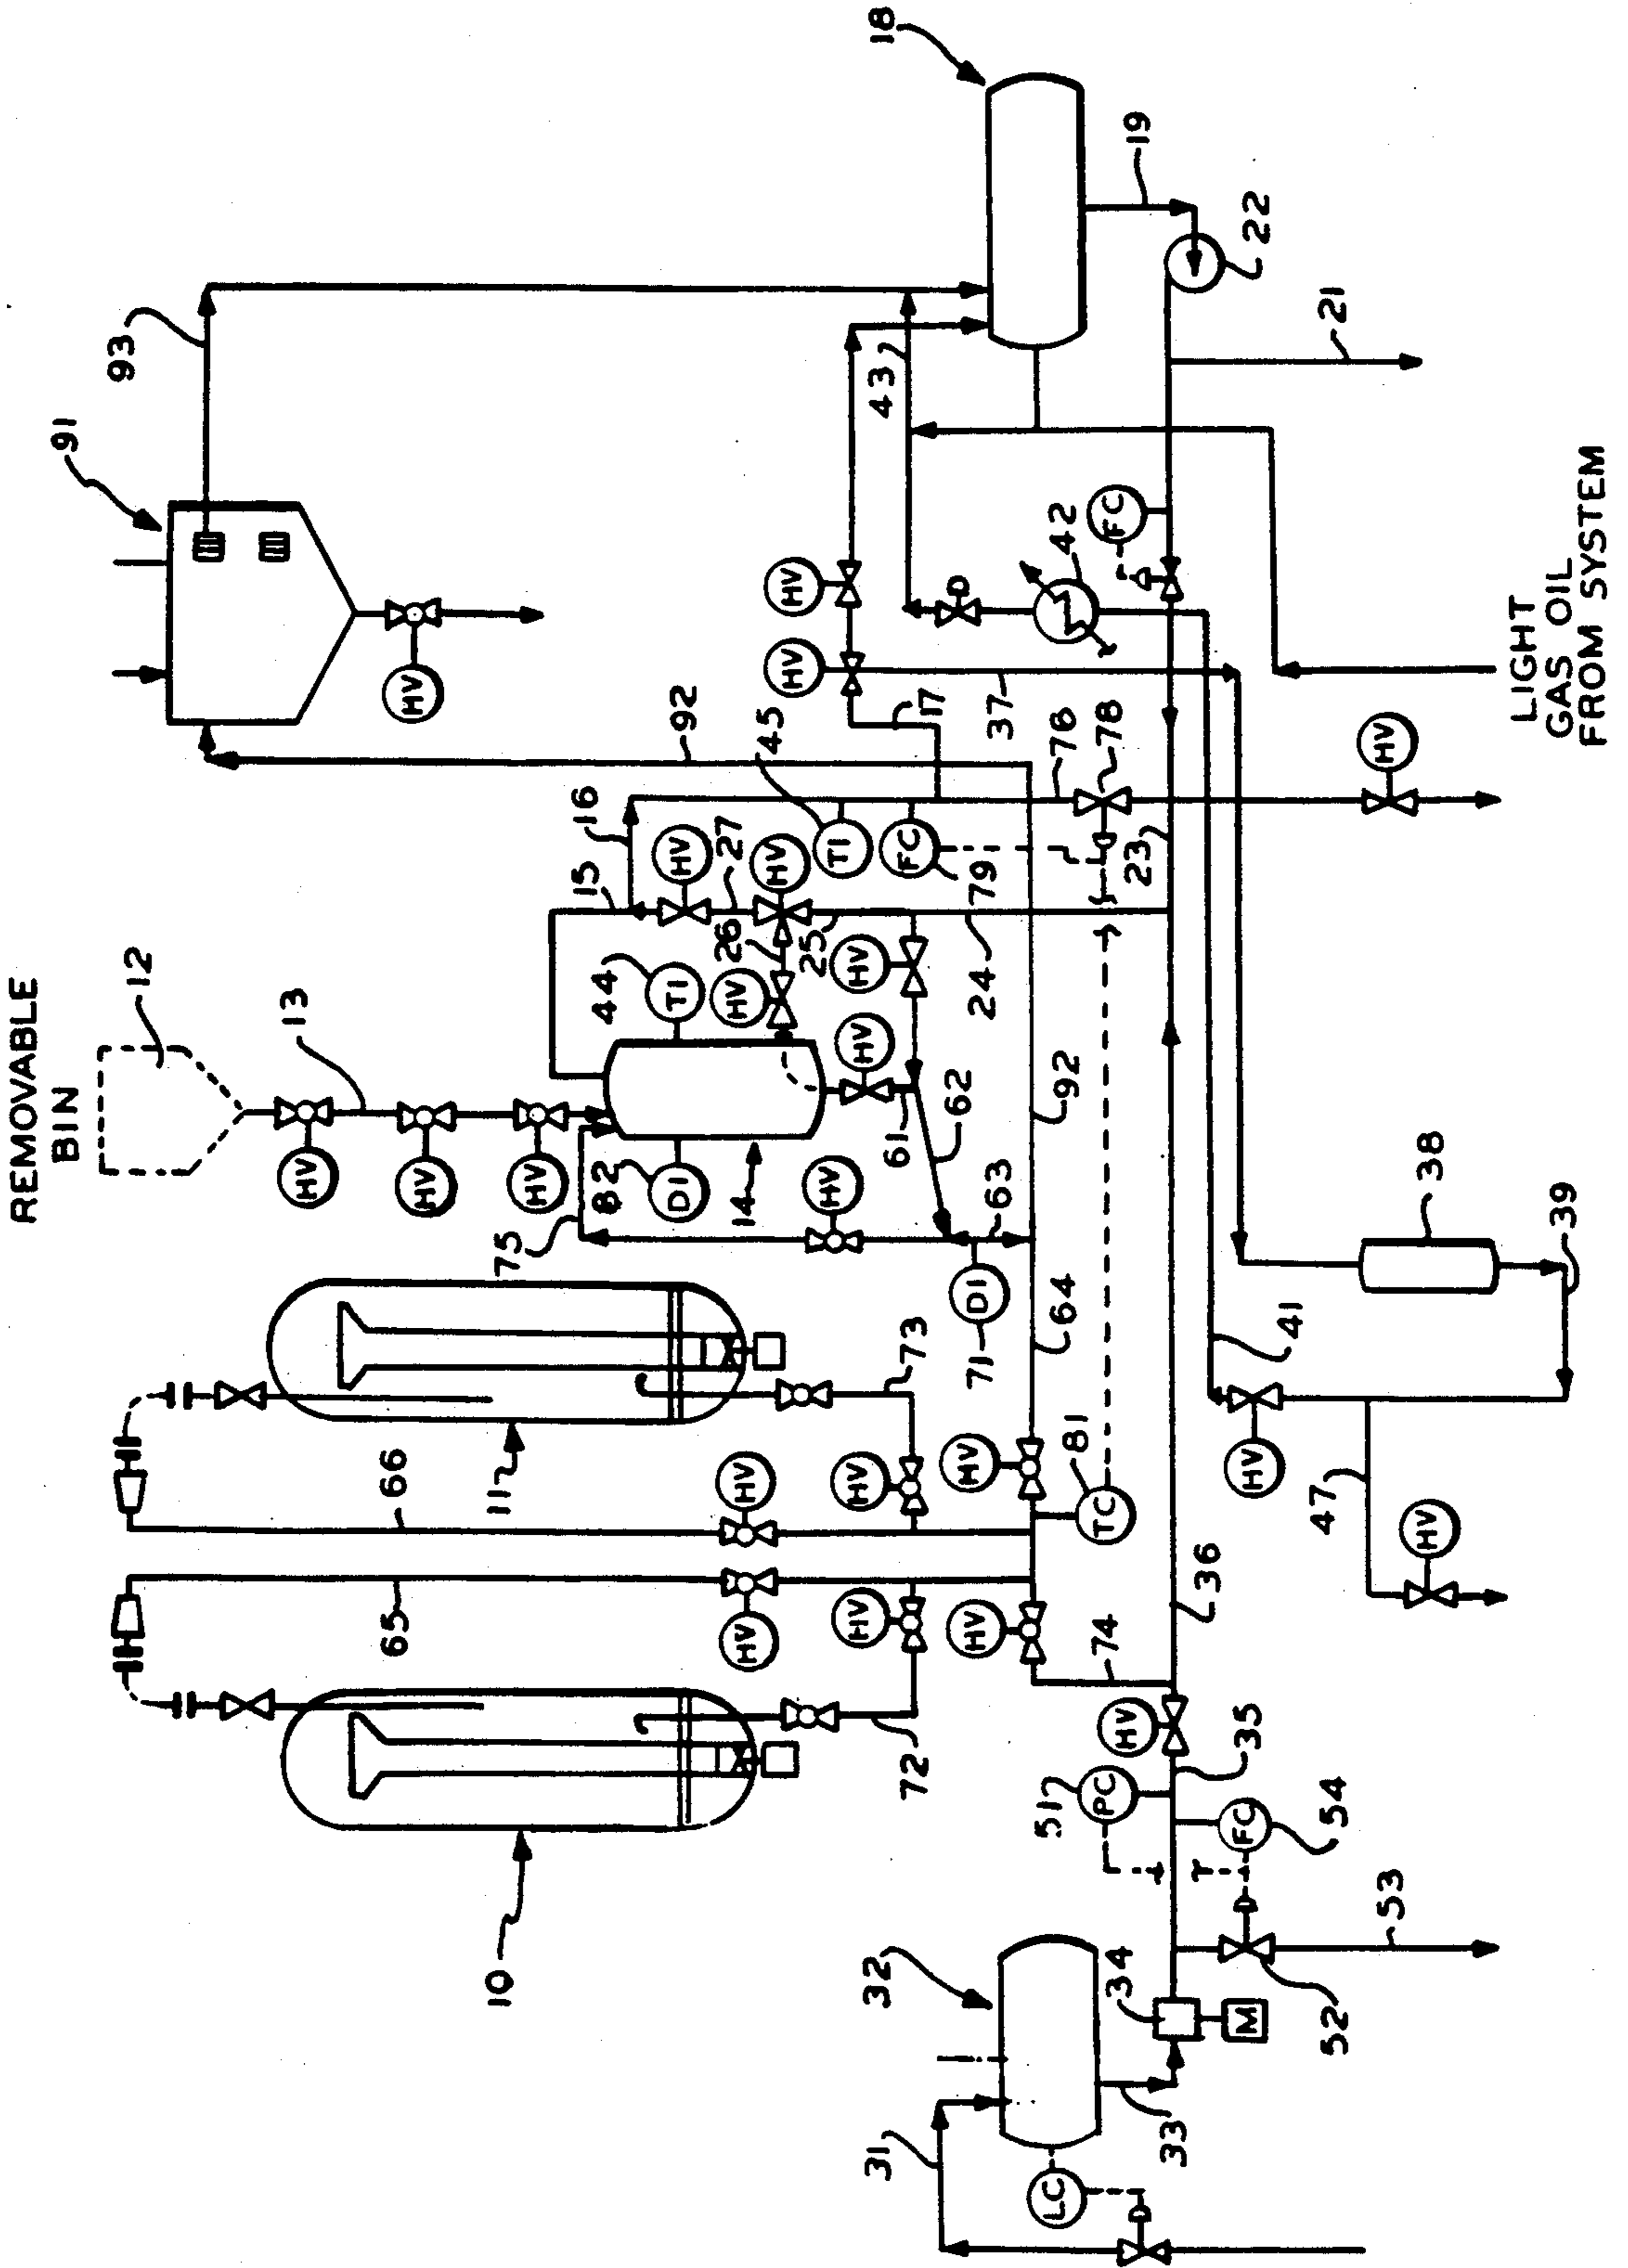 REMOVABLE
BIN
91
93
12
13
HV
HV
HV
65
66
10
11
75
HV
15
16
44
82
TI
DI
HV
92
27
26
HV
14
HV
HV
45
HV
HV
HV
25
HV
TI
HV
HV
HV
HV
31
32
43
18
61
FC
72
73
17
62
HV
HV
71
DI
24
79
63
37
LC
51
64
92
76
42
81
PC
74
TC
78
FC
34
HV
23
19
33
36
M
FC
35
HV
22
41
47
52
54
21
53
HV
HV
38
LIGHT
GAS OIL
FROM SYSTEM
39